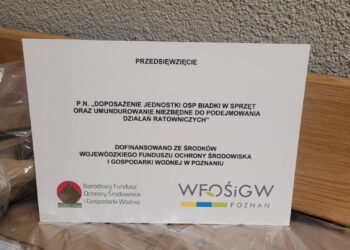 PRZEDSIĘWZIĘCIE
P.N. „DOPOSAŻENIE JEDNOSTKI OSP BIADKI W SPRZĘT
ORAZ UMUNDUROWANIE NIEZBĘDNE DO PODEJMOWANIA
DZIAŁAŃ RATOWNICZYCH"
DOFINANSOWANO ZE ŚRODKÓW
WOJEWÓDZKIEGO FUNDUSZU OCHRONY ŚRODOWISKA
I GOSPODARKI WODNEJ W POZNANIU
Narodowy Fundusz
Ochrony Środowiska
i Gospodarki Wodnej
WFOŚiGW
POZNAŃ